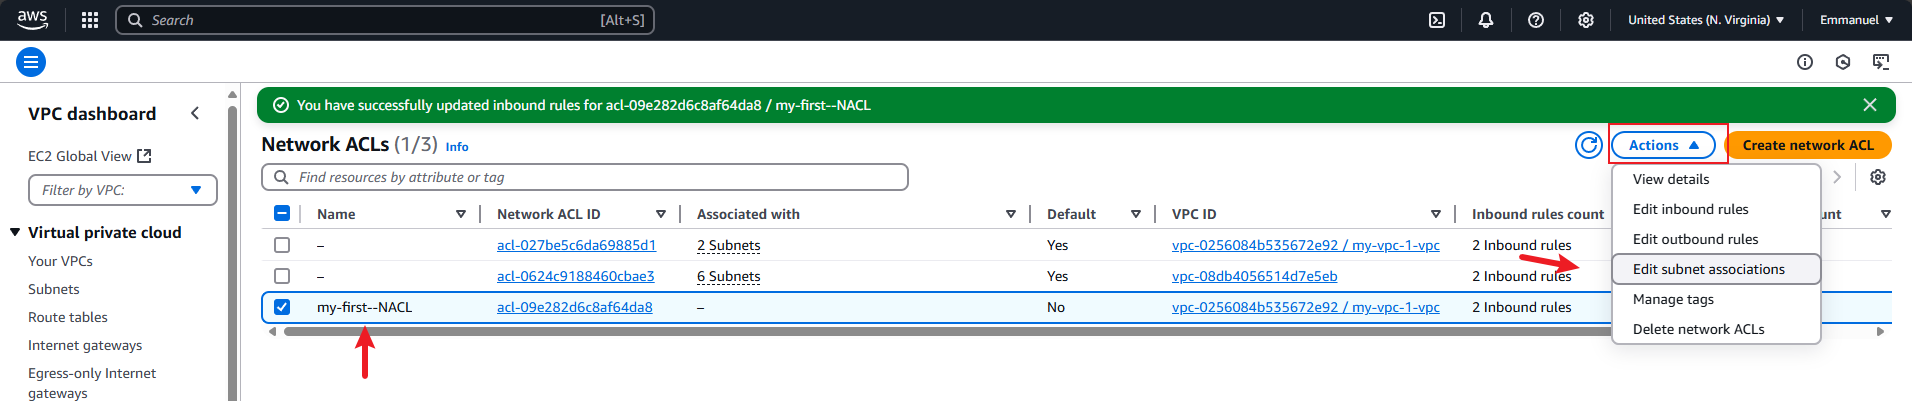 aws Search [Alt+S] United States (N. Virginia) Emmanuel
VPC dashboard
EC2 Global View
Filter by VPC:
Virtual private cloud
Your VPCs
Subnets
Route tables
Internet gateways
Egress-only Internet
gateways
You have successfully updated inbound rules for acl-09e282d6c8af64da8 / my-first--NACL
Network ACLs (1/3) Info
Actions
Create network ACL
Find resources by attribute or tag
Name Network ACL ID Associated with Default VPC ID Inbound rules count unt
– acl-027be5c6da69885d1 2 Subnets Yes vpc-0256084b535672e92 / my-vpc-1-vpc 2 Inbound rules
– acl-0624c9188460cbae3 6 Subnets Yes vpc-08db4056514d7e5eb 2 Inbound rules
my-first--NACL acl-09e282d6c8af64da8 – No vpc-0256084b535672e92 / my-vpc-1-vpc 2 Inbound rules
View details
Edit inbound rules
Edit outbound rules
Edit subnet associations
Manage tags
Delete network ACLs